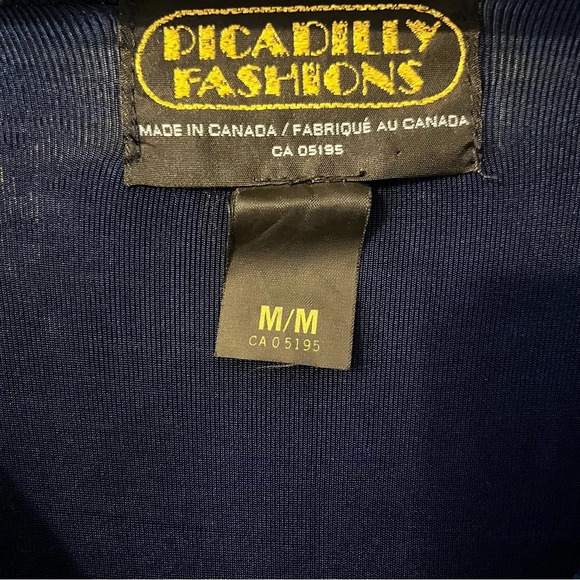 PICADILLY
FASHIONS
MADE IN CANADA / FABRIQUÉ AU CANADA
CA 05195
M/M
CA 05195